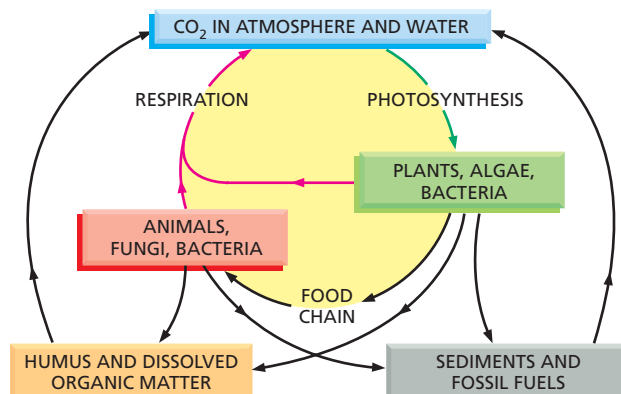 CO₂ IN ATMOSPHERE AND WATER
RESPIRATION
PHOTOSYNTHESIS
PLANTS, ALGAE,
BACTERIA
ANIMALS,
FUNGI, BACTERIA
FOOD
CHAIN
HUMUS AND DISSOLVED
ORGANIC MATTER
SEDIMENTS AND
FOSSIL FUELS